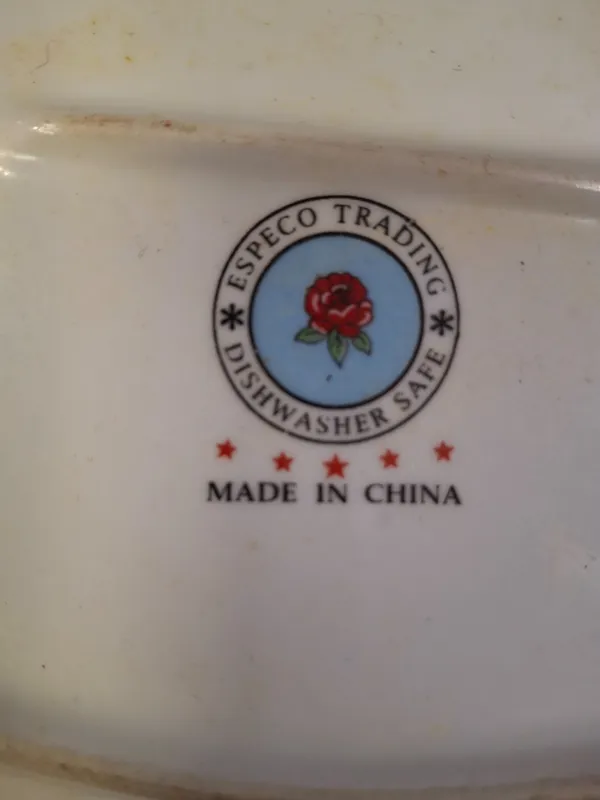 ESPECO TRADING
* DISHWASHER SAFE *
MADE IN CHINA